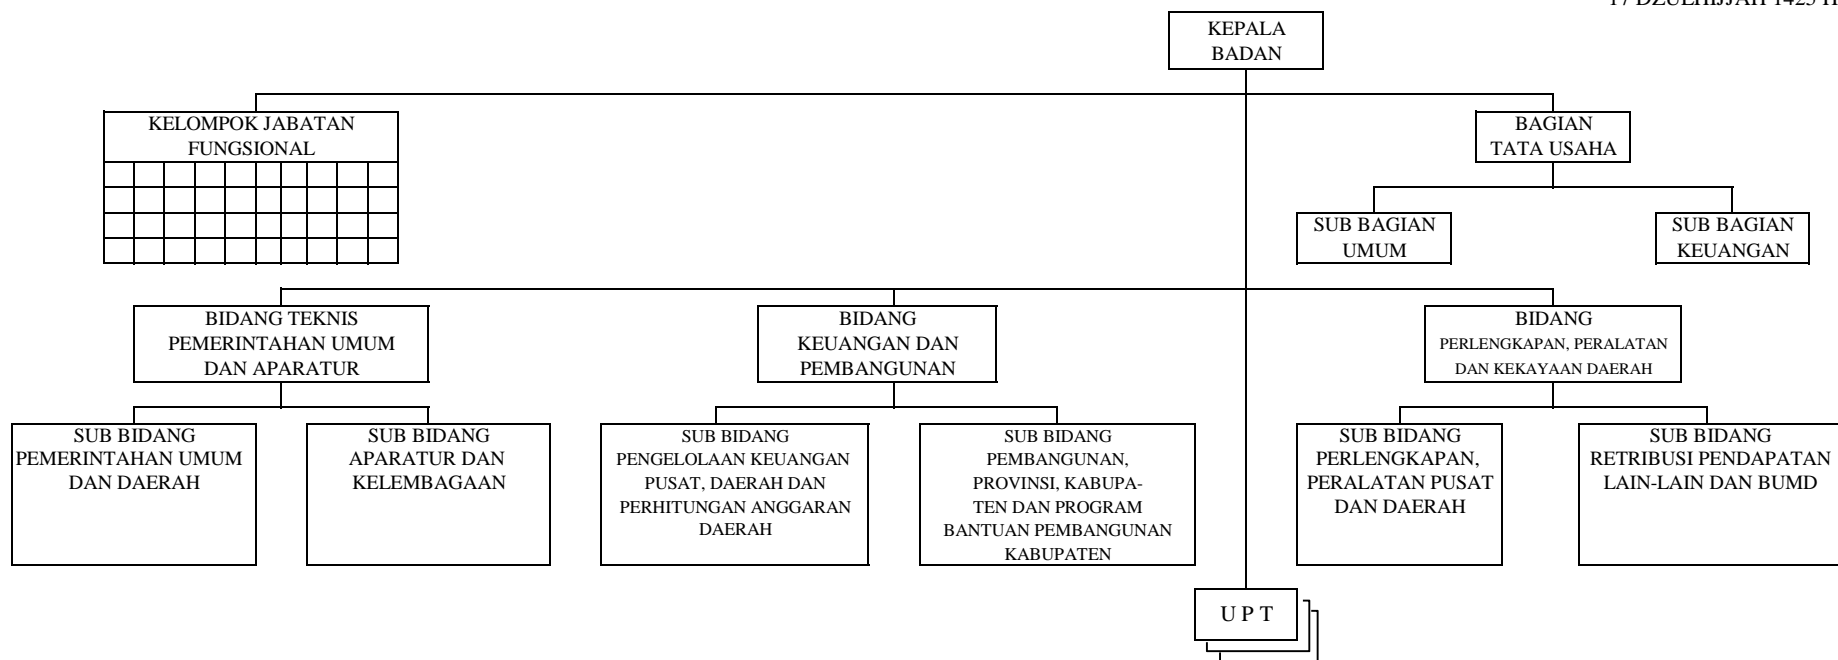 17 DZULHIJJAH 1425 H
KEPALA
BADAN
KELOMPOK JABATAN
FUNGSIONAL
BAGIAN
TATA USAHA
SUB BAGIAN
UMUM
SUB BAGIAN
KEUANGAN
BIDANG TEKNIS
PEMERINTAHAN UMUM
DAN APARATUR
BIDANG
KEUANGAN DAN
PEMBANGUNAN
BIDANG
PERLENGKAPAN, PERALATAN
DAN KEKAYAAN DAERAH
SUB BIDANG
PEMERINTAHAN UMUM
DAN DAERAH
SUB BIDANG
APARATUR DAN
KELEMBAGAAN
SUB BIDANG
PENGELOLAAN KEUANGAN
PUSAT, DAERAH DAN
PERHITUNGAN ANGGARAN
DAERAH
SUB BIDANG
PEMBANGUNAN,
PROVINSI, KABUPA-
TEN DAN PROGRAM
BANTUAN PEMBANGUNAN
KABUPATEN
SUB BIDANG
PERLENGKAPAN,
PERALATAN PUSAT
DAN DAERAH
SUB BIDANG
RETRIBUSI PENDAPATAN
LAIN-LAIN DAN BUMD
U P T